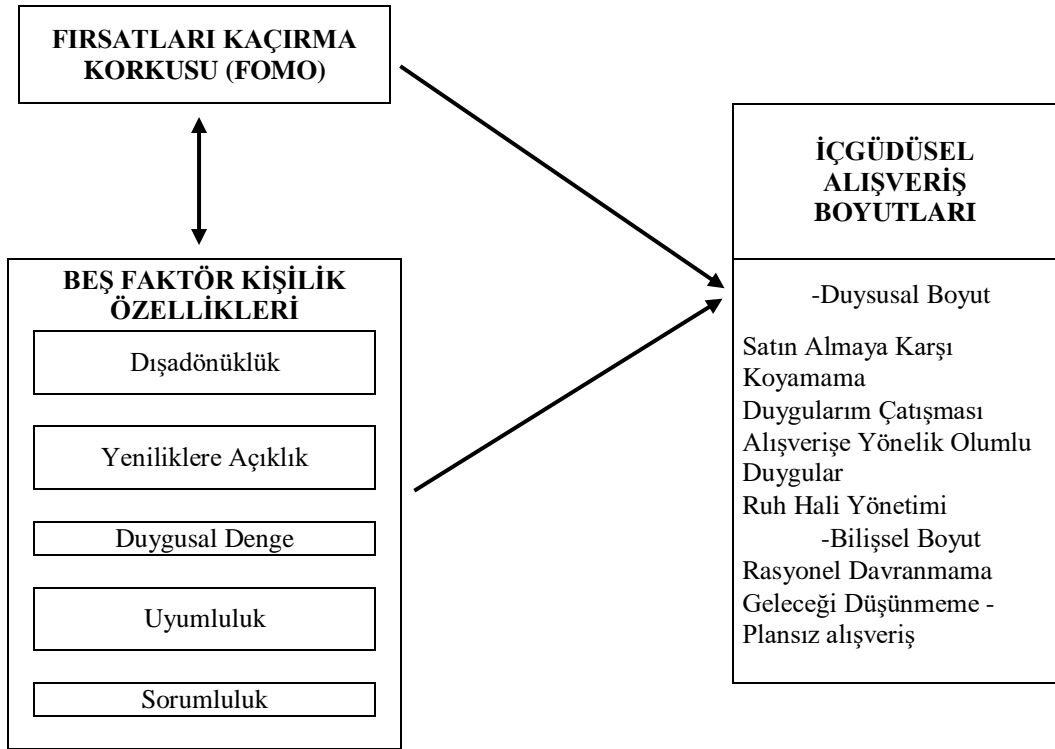 FIRSATLARI KAÇIRMA
KORKUSU (FOMO)
BEŞ FAKTÖR KİŞİLİK
ÖZELLİKLERİ
Dışadönüklük
Yeniliklere Açıklık
Duygusal Denge
Uyumluluk
Sorumluluk
İÇGÜDÜSEL
ALIŞVERİŞ
BOYUTLARI
-Duysusal Boyut
Satın Almaya Karşı
Koyamama
Duygularım Çatışması
Alışverişe Yönelik Olumlu
Duygular
Ruh Hali Yönetimi
-Bilişsel Boyut
Rasyonel Davranmama
Geleceği Düşünmeme -
Plansız alışveriş